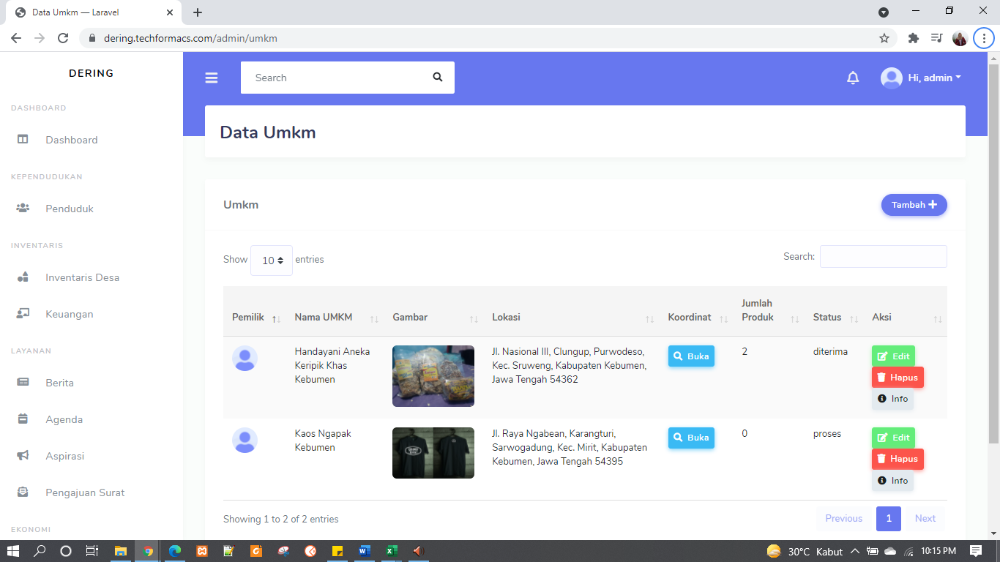 Data Umkm — Laravel
dering.techformacs.com/admin/umkm
DERING
Search
Hi, admin
DASHBOARD
Dashboard
KEPENDUDUKAN
Penduduk
INVENTARIS
Inventaris Desa
Keuangan
LAYANAN
Berita
Agenda
Aspirasi
Pengajuan Surat
EKONOMI
Data Umkm
Umkm
Tambah
Show 10 entries
Search:
Pemilik Nama UMKM Gambar Lokasi Koordinat Jumlah Produk Status Aksi
Handayani Aneka
Keripik Khas
Kebumen
Jl. Nasional III, Clungup, Purwodeso,
Kec. Sruweng, Kabupaten Kebumen,
Jawa Tengah 54362
Buka
2
diterima
Edit
Hapus
Info
Kaos Ngapak
Kebumen
Jl. Raya Ngabean, Karangturi,
Sarwogadung, Kec. Mirit, Kabupaten
Kebumen, Jawa Tengah 54395
Buka
0
proses
Edit
Hapus
Info
Showing 1 to 2 of 2 entries
Previous 1 Next
30°C Kabut
10:15 PM